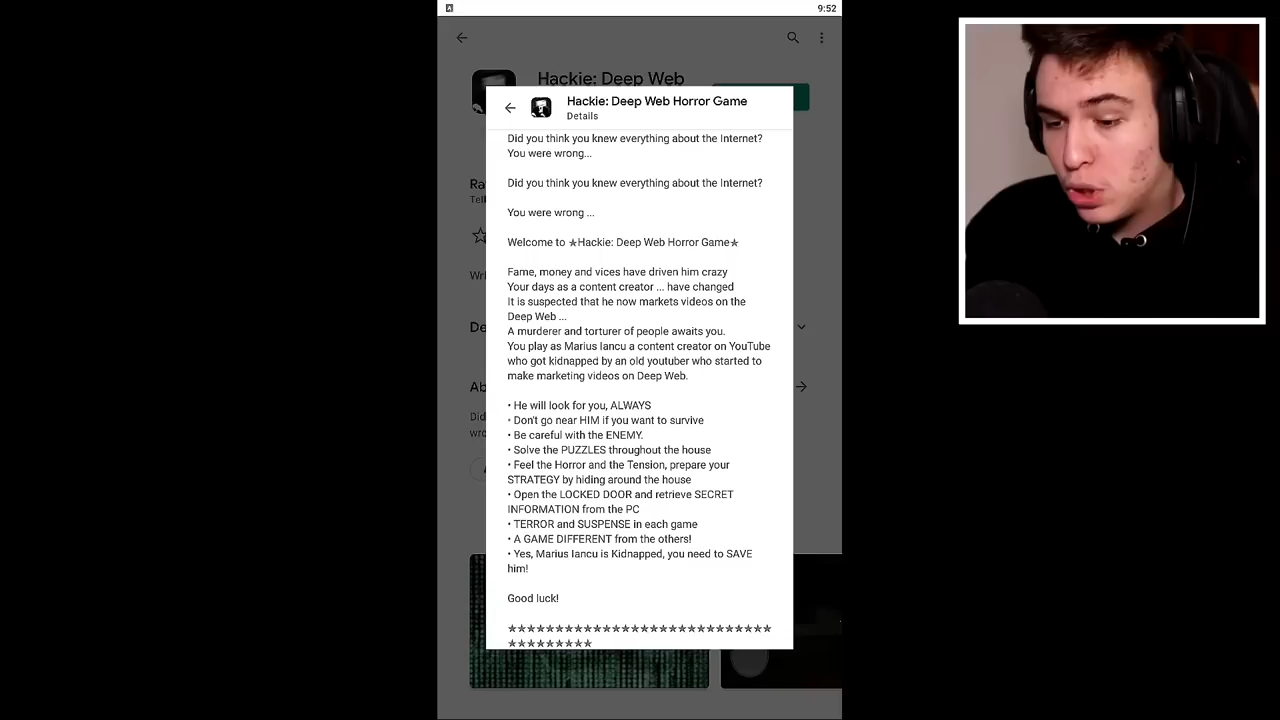 9:52
Hackie: Deep Web
Hackie: Deep Web Horror Game
Details
Did you think you knew everything about the Internet?
You were wrong...
Did you think you knew everything about the Internet?
You were wrong ...
Welcome to ★Hackie: Deep Web Horror Game★
Fame, money and vices have driven him crazy
Your days as a content creator ... have changed
It is suspected that he now markets videos on the
Deep Web ...
A murderer and torturer of people awaits you.
You play as Marius Iancu a content creator on YouTube
who got kidnapped by an old youtuber who started to
make marketing videos on Deep Web.
• He will look for you, ALWAYS
• Don't go near HIM if you want to survive
• Be careful with the ENEMY.
• Solve the PUZZLES throughout the house
• Feel the Horror and the Tension, prepare your
STRATEGY by hiding around the house
• Open the LOCKED DOOR and retrieve SECRET
INFORMATION from the PC
• TERROR and SUSPENSE in each game
• A GAME DIFFERENT from the others!
• Yes, Marius Iancu is Kidnapped, you need to SAVE
him!
Good luck!
★★★★★★★★★★★★★★★★★★★★★★★★★★★
★★★★★★★★★